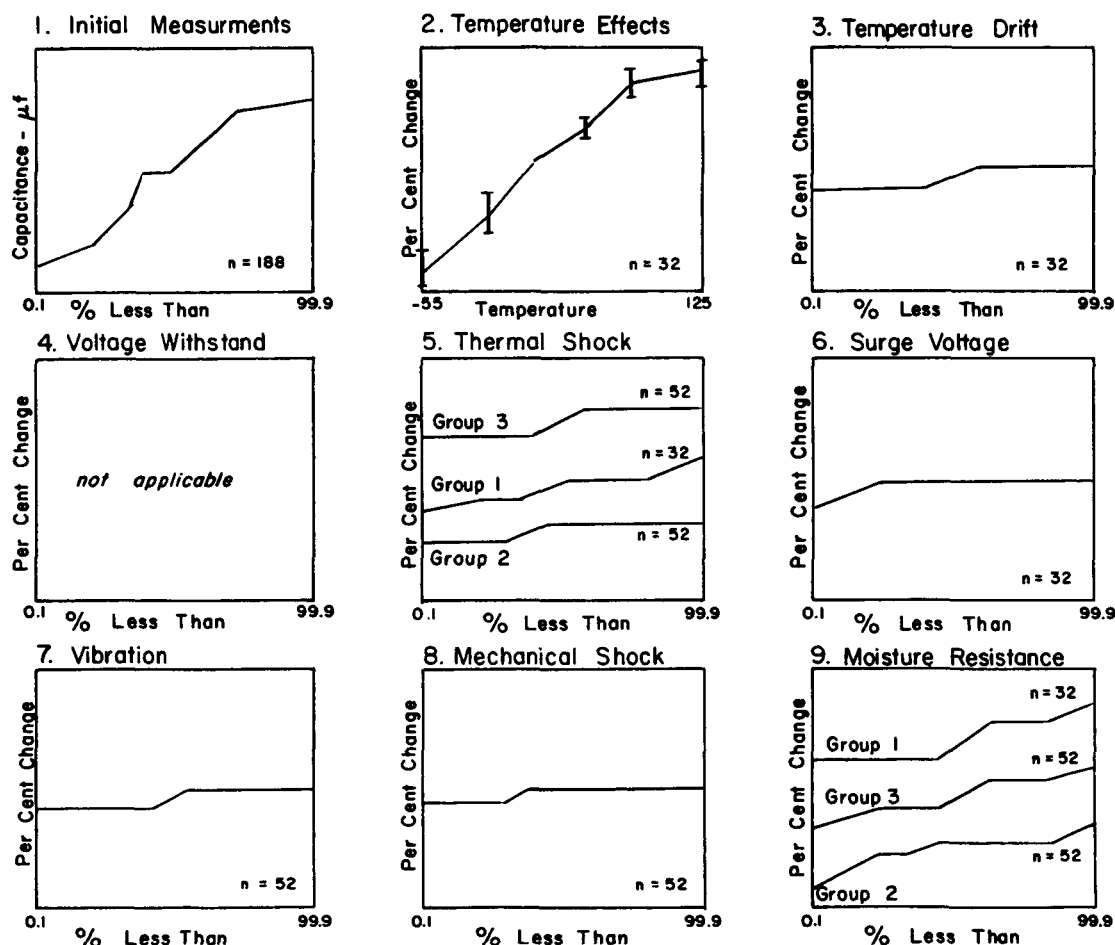 1. Initial Measurments
Capacitance - µf
n = 188
0.1
99.9
% Less Than
2. Temperature Effects
Per Cent Change
n = 32
-55
125
Temperature
3. Temperature Drift
Per Cent Change
n = 32
0.1
99.9
% Less Than
4. Voltage Withstand
Per Cent Change
not applicable
0.1
99.9
% Less Than
5. Thermal Shock
Per Cent Change
n = 52
Group 3
n = 32
Group 1
n = 52
Group 2
0.1
99.9
% Less Than
6. Surge Voltage
Per Cent Change
n = 32
0.1
99.9
% Less Than
7. Vibration
Per Cent Change
n = 52
0.1
99.9
% Less Than
8. Mechanical Shock
Per Cent Change
n = 52
0.1
99.9
% Less Than
9. Moisture Resistance
Per Cent Change
n = 32
Group 1
n = 52
Group 3
n = 52
Group 2
0.1
99.9
% Less Than